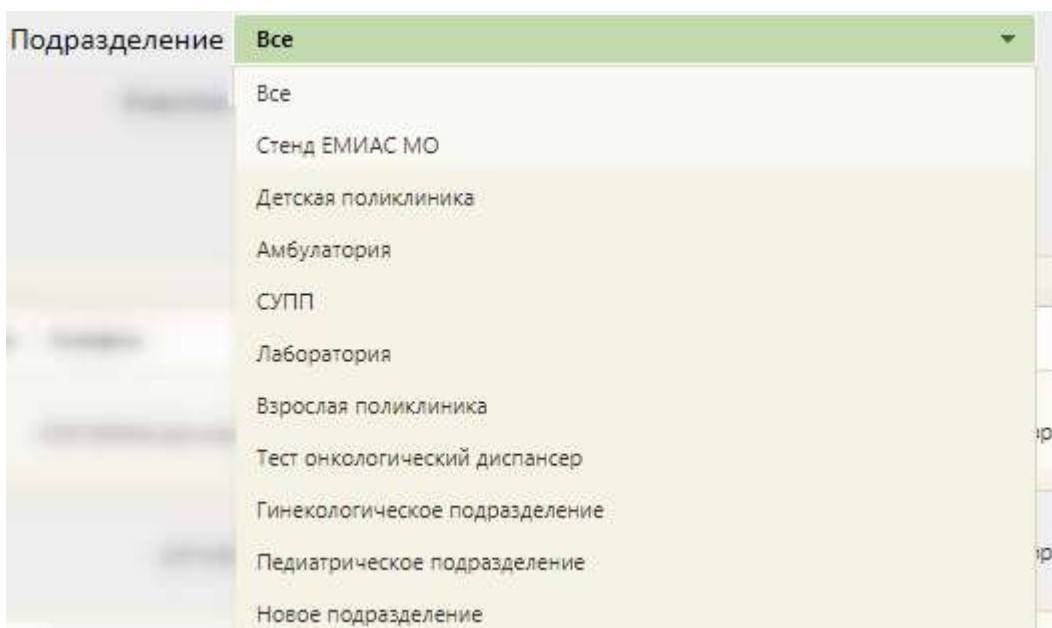 Подразделение Все
Все
Стенд ЕМИАС МО
Детская поликлиника
Амбулатория
СУПП
Лаборатория
Взрослая поликлиника
Тест онкологический диспансер
Гинекологическое подразделение
Педиатрическое подразделение
Новое подразделение